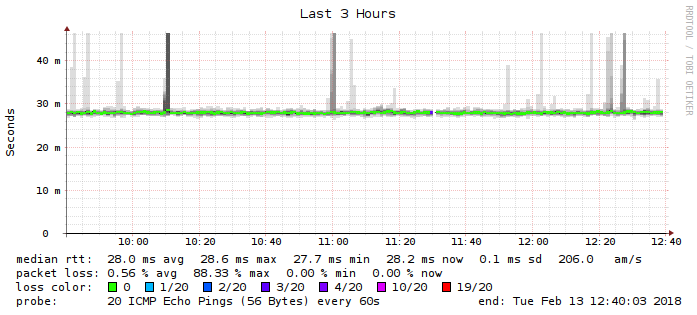 Last 3 Hours
RRDTOOL / TOBI OETIKER
Seconds
40 m
30 m
20 m
10 m
0
10:00 10:20 10:40 11:00 11:20 11:40 12:00 12:20 12:40
median rtt: 28.0 ms avg 28.6 ms max 27.7 ms min 28.2 ms now 0.1 ms sd 206.0 am/s
packet loss: 0.56 % avg 88.33 % max 0.00 % min 0.00 % now
loss color: 0 1/20 2/20 3/20 4/20 10/20 19/20
probe: 20 ICMP Echo Pings (56 Bytes) every 60s end: Tue Feb 13 12:40:03 2018